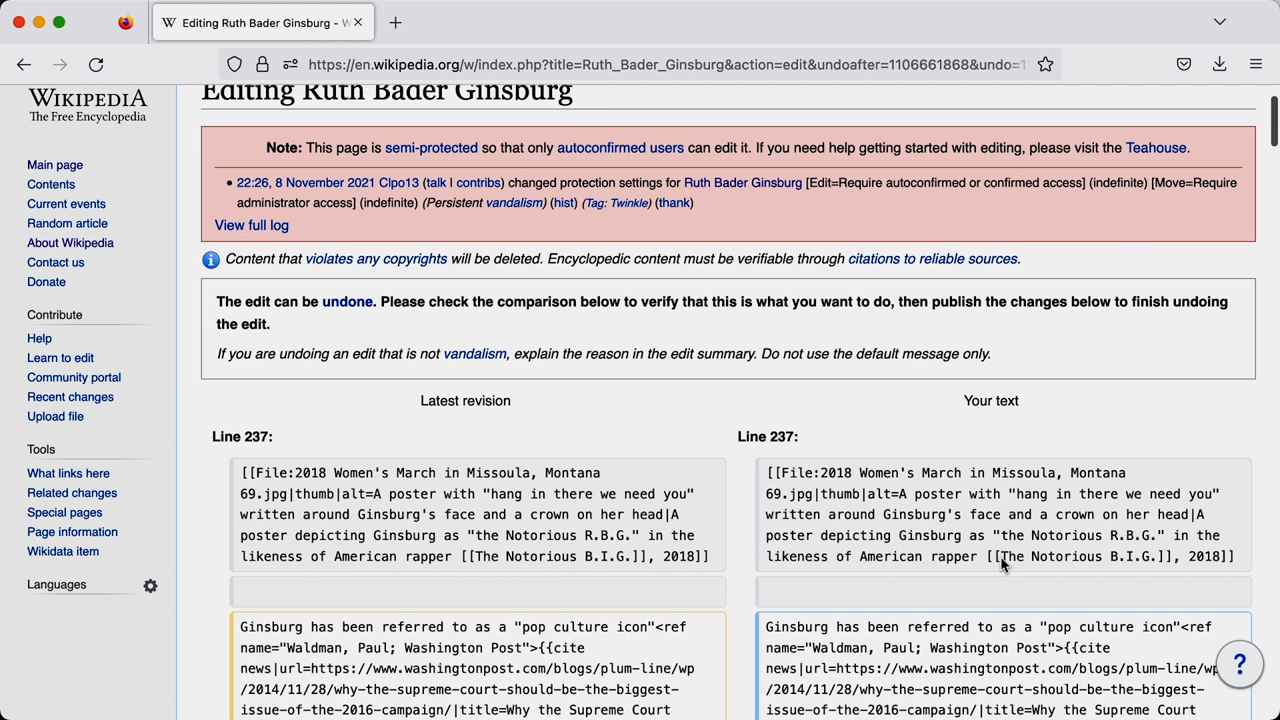 Editing Ruth Bader Ginsburg - W
https://en.wikipedia.org/w/index.php?title=Ruth_Bader_Ginsburg&action=edit&undoafter=1106661868&undo=1
WIKIPEDIA
The Free Encyclopedia
Main page
Contents
Current events
Random article
About Wikipedia
Contact us
Donate
Contribute
Help
Learn to edit
Community portal
Recent changes
Upload file
Tools
What links here
Related changes
Special pages
Page information
Wikidata item
Languages
Editing Ruth Bader Ginsburg
Note: This page is semi-protected so that only autoconfirmed users can edit it. If you need help getting started with editing, please visit the Teahouse.
• 22:26, 8 November 2021 Clpo13 (talk | contribs) changed protection settings for Ruth Bader Ginsburg [Edit=Require autoconfirmed or confirmed access] (indefinite) [Move=Require
administrator access] (indefinite) (Persistent vandalism) (hist) (Tag: Twinkle) (thank)
View full log
Content that violates any copyrights will be deleted. Encyclopedic content must be verifiable through citations to reliable sources.
The edit can be undone. Please check the comparison below to verify that this is what you want to do, then publish the changes below to finish undoing
the edit.
If you are undoing an edit that is not vandalism, explain the reason in the edit summary. Do not use the default message only.
Latest revision
Line 237:
[[File:2018 Women's March in Missoula, Montana
69.jpg|thumb|alt=A poster with "hang in there we need you"
written around Ginsburg's face and a crown on her head|A
poster depicting Ginsburg as "the Notorious R.B.G." in the
likeness of American rapper [[The Notorious B.I.G.]], 2018]]
Ginsburg has been referred to as a "pop culture icon"<ref
name="Waldman, Paul; Washington Post">{{cite
news|url=https://www.washingtonpost.com/blogs/plum-line/wp
/2014/11/28/why-the-supreme-court-should-be-the-biggest-
issue-of-the-2016-campaign/|title=Why the Supreme Court
Your text
Line 237:
[[File:2018 Women's March in Missoula, Montana
69.jpg|thumb|alt=A poster with "hang in there we need you"
written around Ginsburg's face and a crown on her head|A
poster depicting Ginsburg as "the Notorious R.B.G." in the
likeness of American rapper [[The Notorious B.I.G.]], 2018]]
Ginsburg has been referred to as a "pop culture icon"<ref
name="Waldman, Paul; Washington Post">{{cite
news|url=https://www.washingtonpost.com/blogs/plum-line/wp
/2014/11/28/why-the-supreme-court-should-be-the-biggest-
issue-of-the-2016-campaign/|title=Why the Supreme Court
?